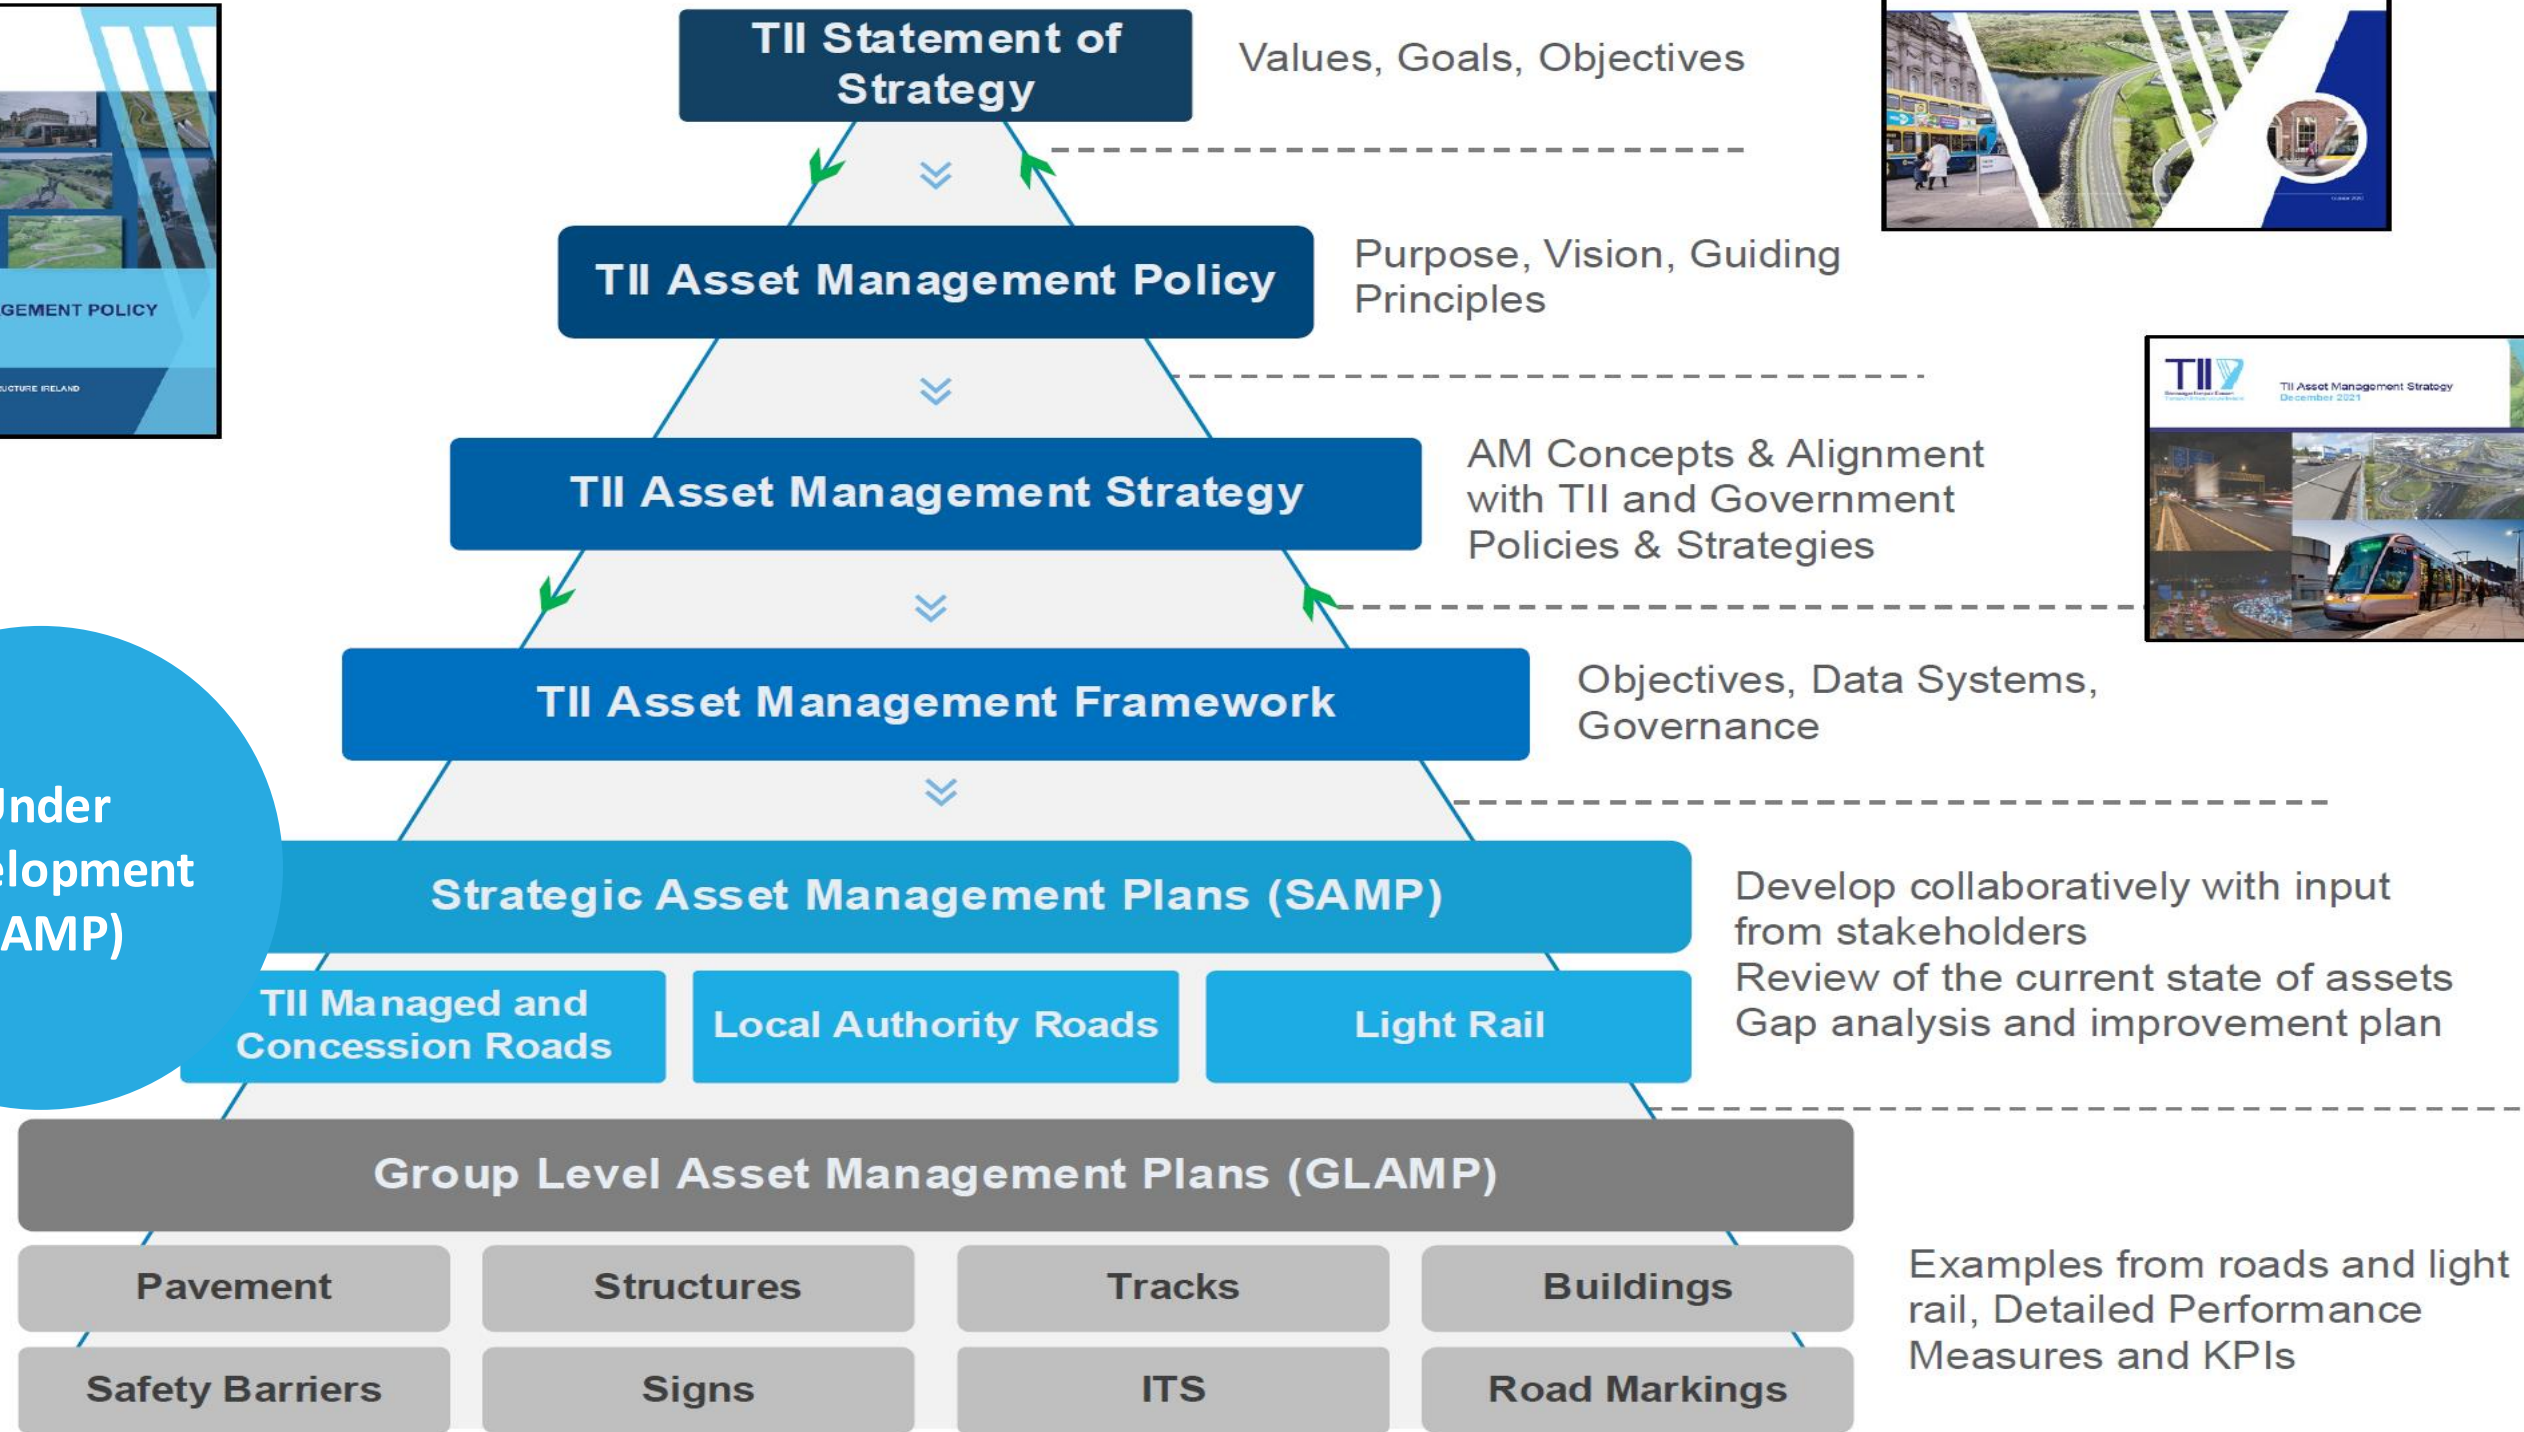 TII Statement of
Strategy
Values, Goals, Objectives
TII Asset Management Policy
Purpose, Vision, Guiding
Principles
GEMENT POLICY
UCTURE IRELAND
TII Asset Management Strategy
AM Concepts & Alignment
with TII and Government
Policies & Strategies
TII
TII Asset Management Strategy
December 2021
TII Asset Management Framework
Objectives, Data Systems,
Governance
Under
elopment
AMP)
Strategic Asset Management Plans (SAMP)
TII Managed and
Concession Roads
Local Authority Roads
Light Rail
Develop collaboratively with input
from stakeholders
Review of the current state of assets
Gap analysis and improvement plan
Group Level Asset Management Plans (GLAMP)
Pavement
Structures
Tracks
Buildings
Safety Barriers
Signs
ITS
Road Markings
Examples from roads and light
rail, Detailed Performance
Measures and KPIs